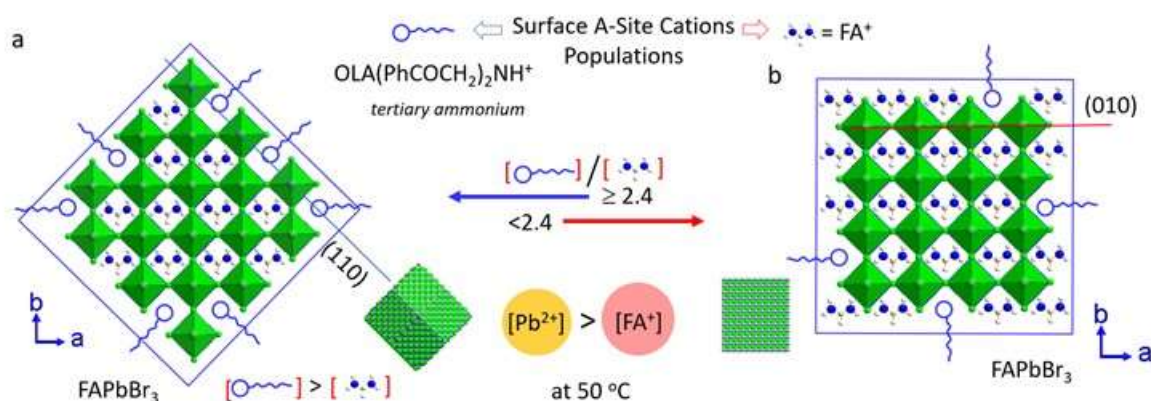 a
Surface A-Site Cations
Populations
= FA⁺
OLA(PhCOCH₂)₂NH⁺
tertiary ammonium
b
(010)
[ ] / [ ]
≥ 2.4
<2.4
(110)
[Pb²⁺] > [FA⁺]
b
a
b
a
FAPbBr₃
[ ] > [ ]
at 50 °C
FAPbBr₃